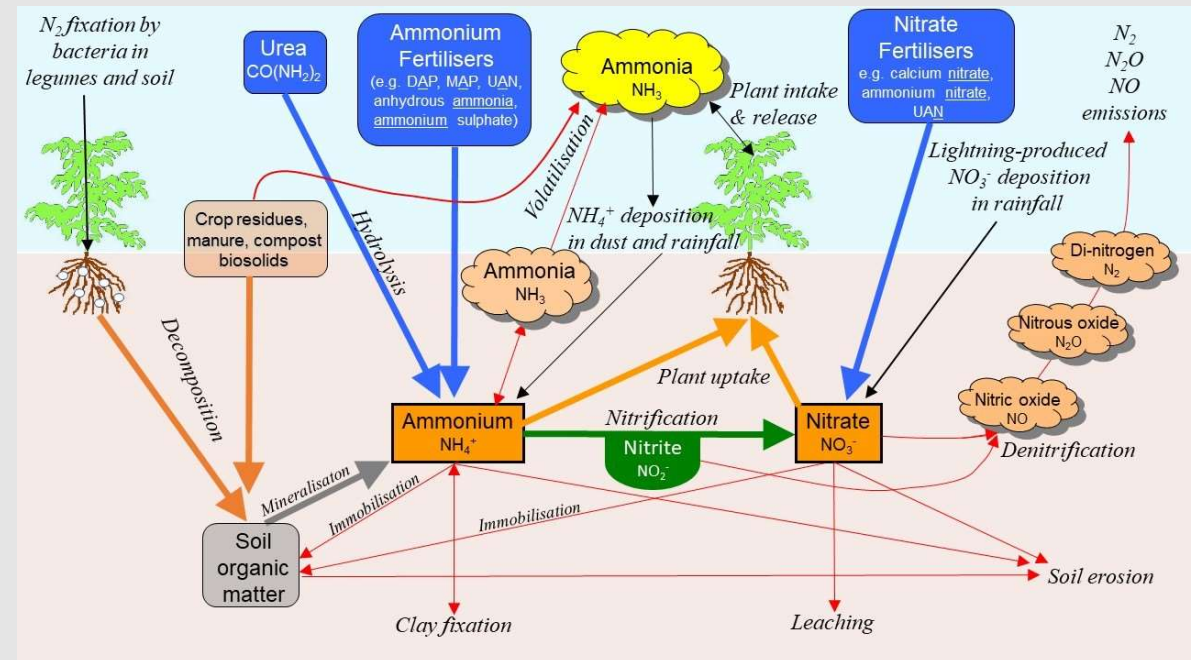 N2 fixation by
bacteria in
legumes and soil
Urea
CO(NH2)2
Ammonium
Fertilisers
(e.g. DAP, MAP, UAN,
anhydrous ammonia,
ammonium sulphate)
Ammonia
NH3
Plant intake
& release
Nitrate
Fertilisers
e.g. calcium nitrate,
ammonium nitrate,
UAN
N2
N2O
NO
emissions
Lightning-produced
NO3- deposition
in rainfall
Volatilisation
Crop residues,
manure, compost
biosolids
Hydrolysis
NH4+ deposition
in dust and rainfall
Ammonia
NH3
Di-nitrogen
N2
Nitrous oxide
N2O
Nitric oxide
NO
Decomposition
Plant uptake
Ammonium
NH4+
Nitrification
Nitrite
NO2-
Nitrate
NO3-
Denitrification
Mineralisaton
Immobilisation
Immobilisation
Soil
organic
matter
Soil erosion
Clay fixation
Leaching